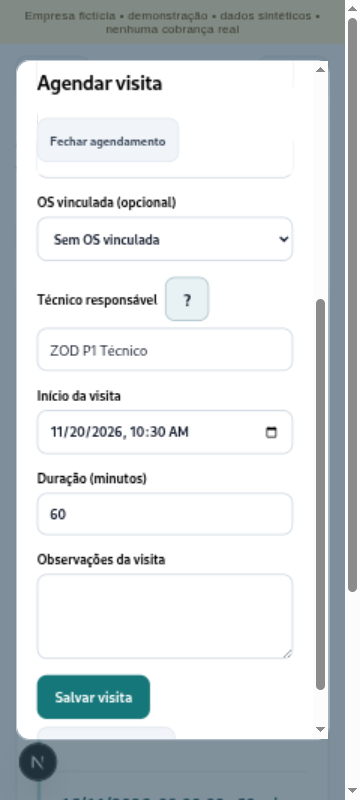 Empresa fictícia • demonstração • dados sintéticos •
nenhuma cobrança real
Agendar visita
Fechar agendamento
OS vinculada (opcional)
Sem OS vinculada
Técnico responsável ?
ZOD P1 Técnico
Início da visita
11/20/2026, 10:30 AM
Duração (minutos)
60
Observações da visita
Salvar visita
N